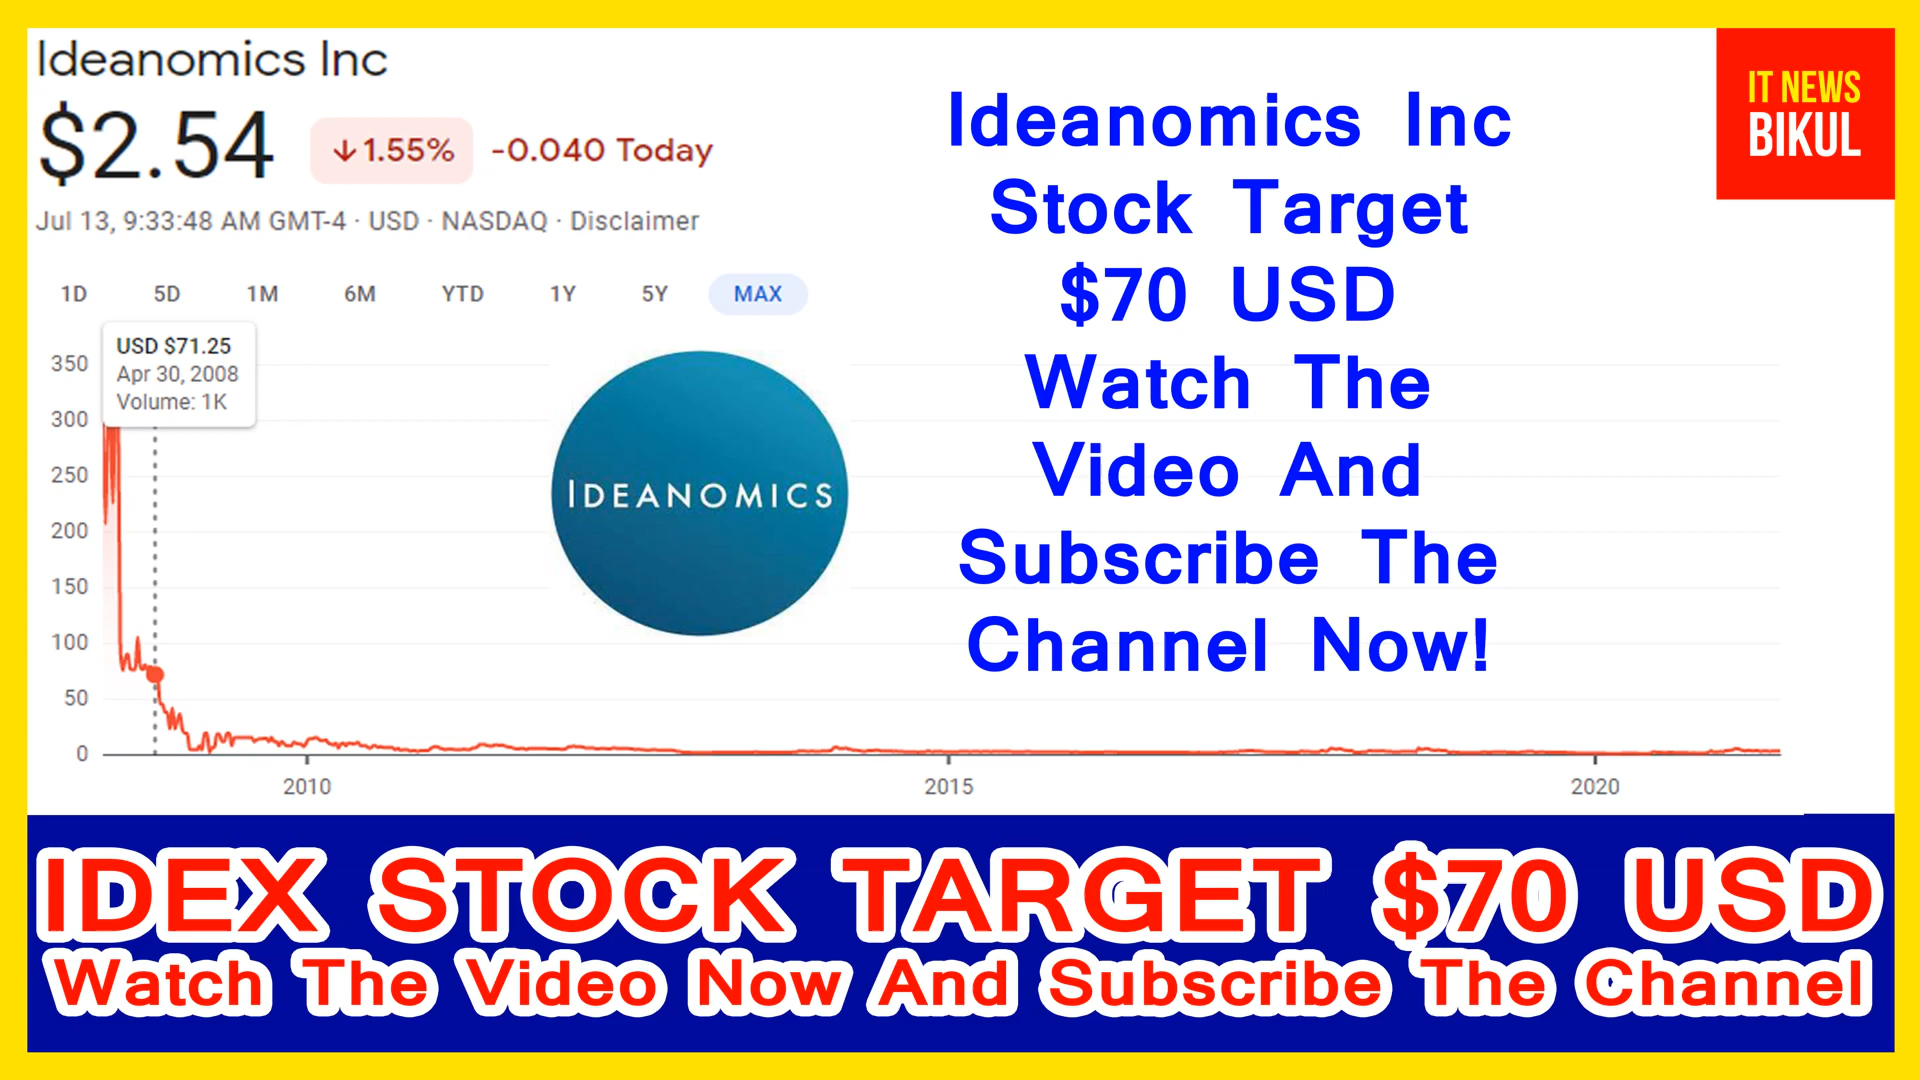 Ideanomics Inc
$2.54 ↓1.55% -0.040 Today
Jul 13, 9:33:48 AM GMT-4 · USD · NASDAQ · Disclaimer
1D 5D 1M 6M YTD 1Y 5Y MAX
USD $71.25
Apr 30, 2008
Volume: 1K
350
300
250
200
150
100
50
0
2010 2015 2020
IDEANOMICS
Ideanomics Inc
Stock Target
$70 USD
Watch The
Video And
Subscribe The
Channel Now!
IT NEWS
BIKUL
IDEX STOCK TARGET $70 USD
Watch The Video Now And Subscribe The Channel